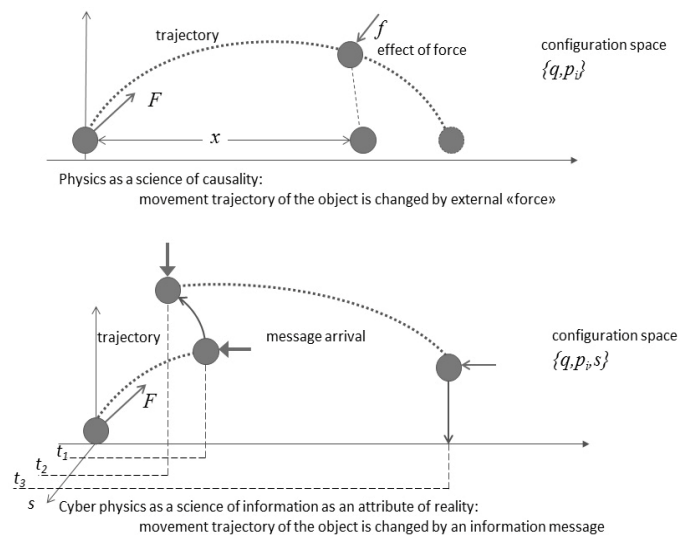 f
trajectory
effect of force
configuration space
{q,pᵢ}
F
x
Physics as a science of causality:
movement trajectory of the object is changed by external «force»
trajectory
message arrival
configuration space
{q,pᵢ,s}
F
t₁
t₂
t₃
s
Cyber physics as a science of information as an attribute of reality:
movement trajectory of the object is changed by an information message